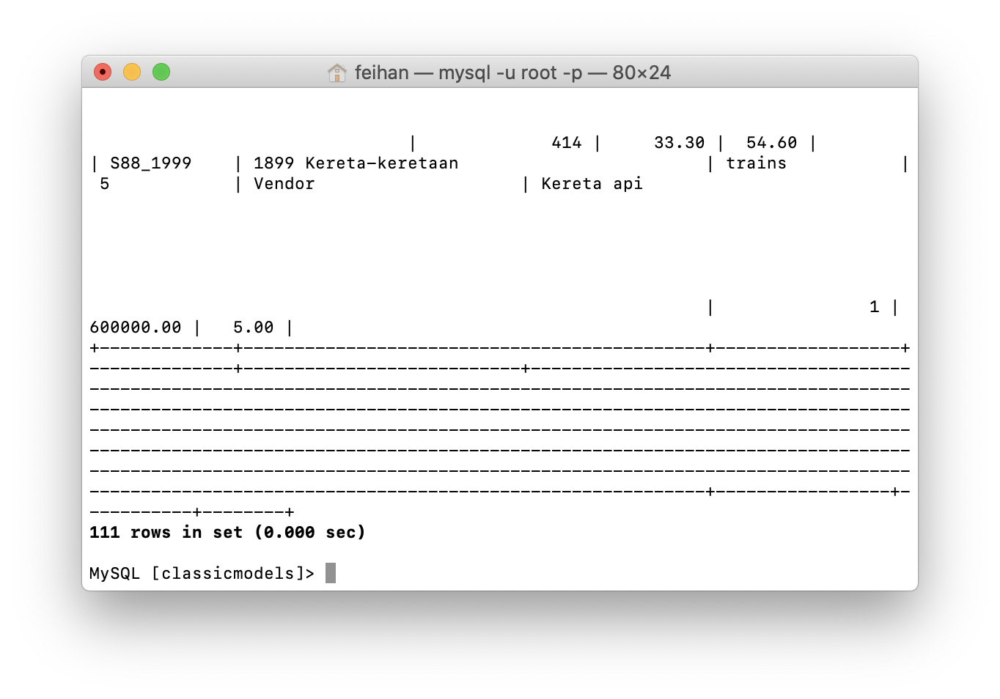 feihan — mysql -u root -p — 80×24
| 414 | 33.30 | 54.60 |
| S88_1999 | 1899 Kereta-keretaan | trains |
5 | Vendor | Kereta api
| 1 |
600000.00 | 5.00 |
+-------------+---------------------------------------------+------------------+
--------------+---------------------------+-------------------------------------
--------------------------------------------------------------------------------
--------------------------------------------------------------------------------
--------------------------------------------------------------------------------
--------------------------------------------------------------------------------
--------------------------------------------------------------------------------
------------------------------------------------------------+-----------------+-
----------+--------+
111 rows in set (0.000 sec)
MySQL [classicmodels]>